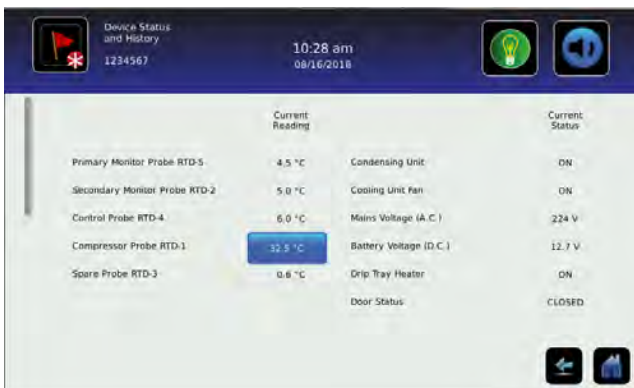 Device Status
and History
1234567
10:28 am
08/16/2018
Current
Reading
Current
Status
Primary Monitor Probe RTD-5 4.5 °C Condensing Unit ON
Secondary Monitor Probe RTD-2 5.0 °C Cooling Unit Fan ON
Control Probe RTD-4 6.0 °C Mains Voltage (A.C.) 224 V
Compressor Probe RTD-1 32.5 °C Battery Voltage (D.C.) 12.7 V
Spare Probe RTD-3 0.6 °C Drip Tray Heater ON
Door Status CLOSED